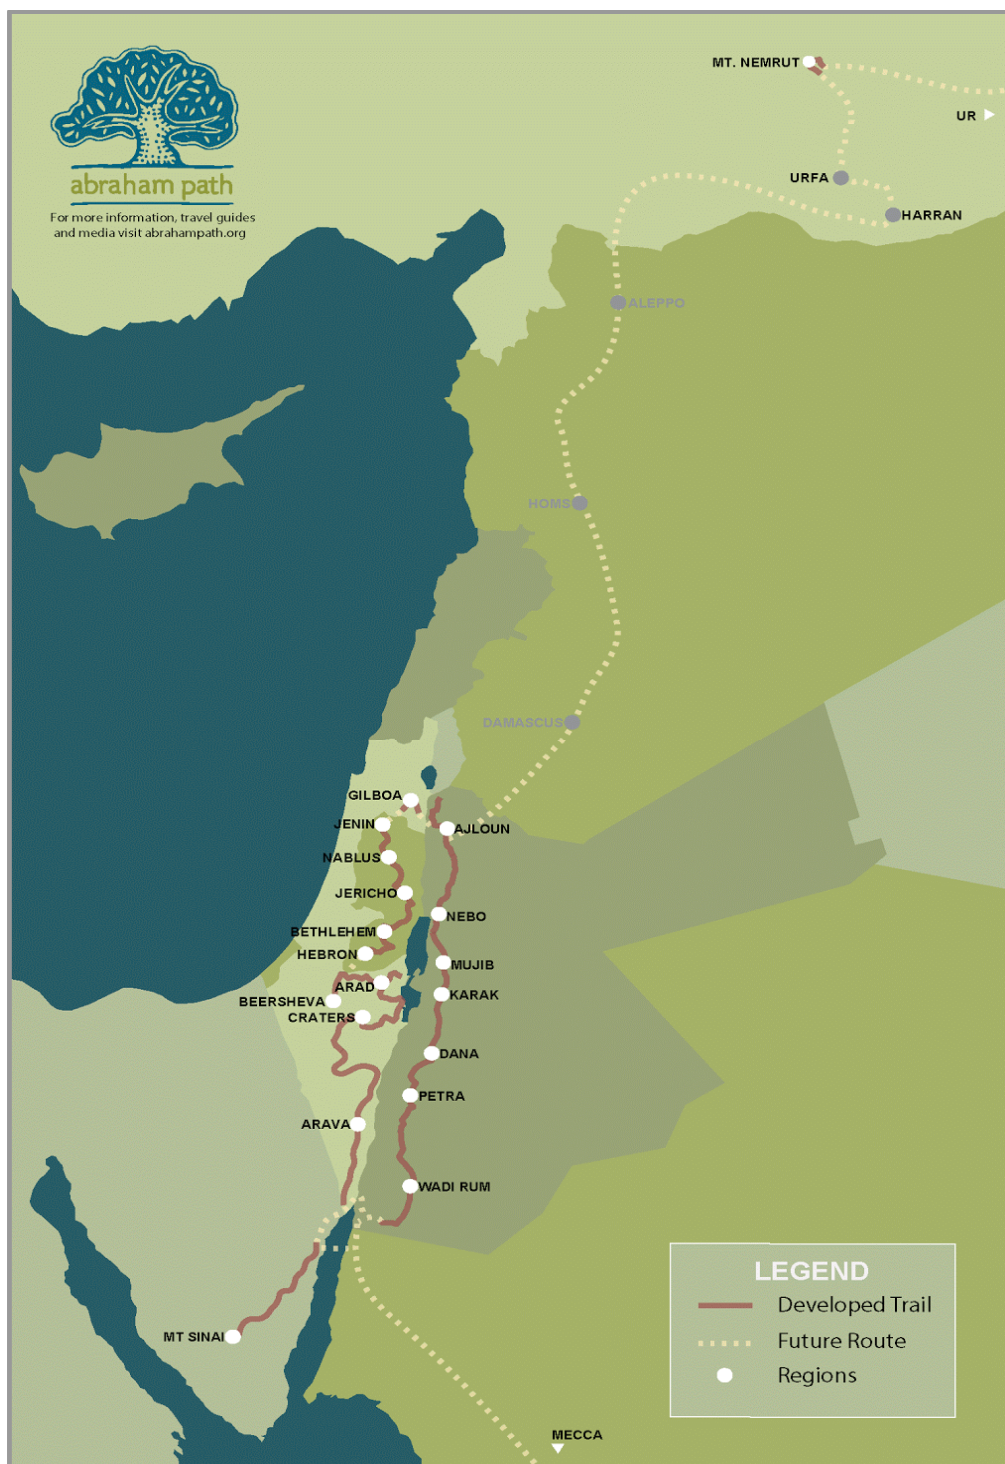 MT. NEMRUT
UR
abraham path
URFA
For more information, travel guides
and media visit abrahampath.org
HARRAN
ALEPPO
HOMS
DAMASCUS
GILBOA
JENIN
AJLOUN
NABLUS
JERICHO
NEBO
BETHLEHEM
HEBRON
MUJIB
ARAD
KARAK
BEERSHEVA
CRATERS
DANA
PETRA
ARAVA
WADI RUM
LEGEND
Developed Trail
Future Route
Regions
MT SINAI
MECCA